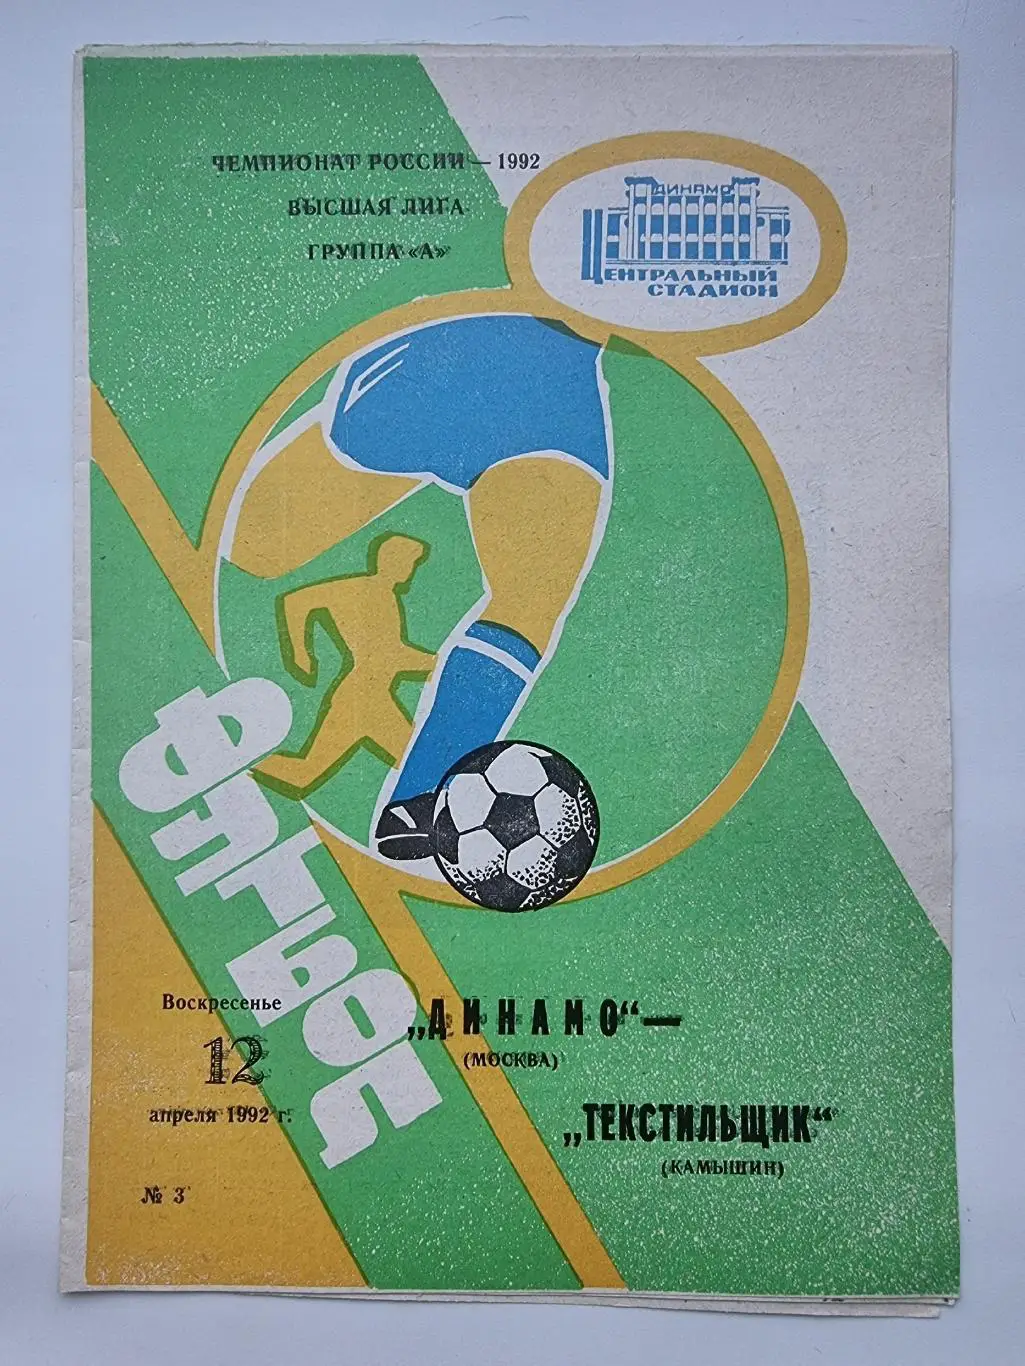 ЧЕМПИОНАТ РОССИИ — 1992
ВЫСШАЯ ЛИГА
ГРУППА «А»
ДИНАМО
ЦЕНТРАЛЬНЫЙ
СТАДИОН
ФУТБОЛ
Воскресенье
12
апреля 1992 г.
№ 3
„ДИНАМО“ —
(МОСКВА)
„ТЕКСТИЛЬЩИК“
(КАМЫШИН)